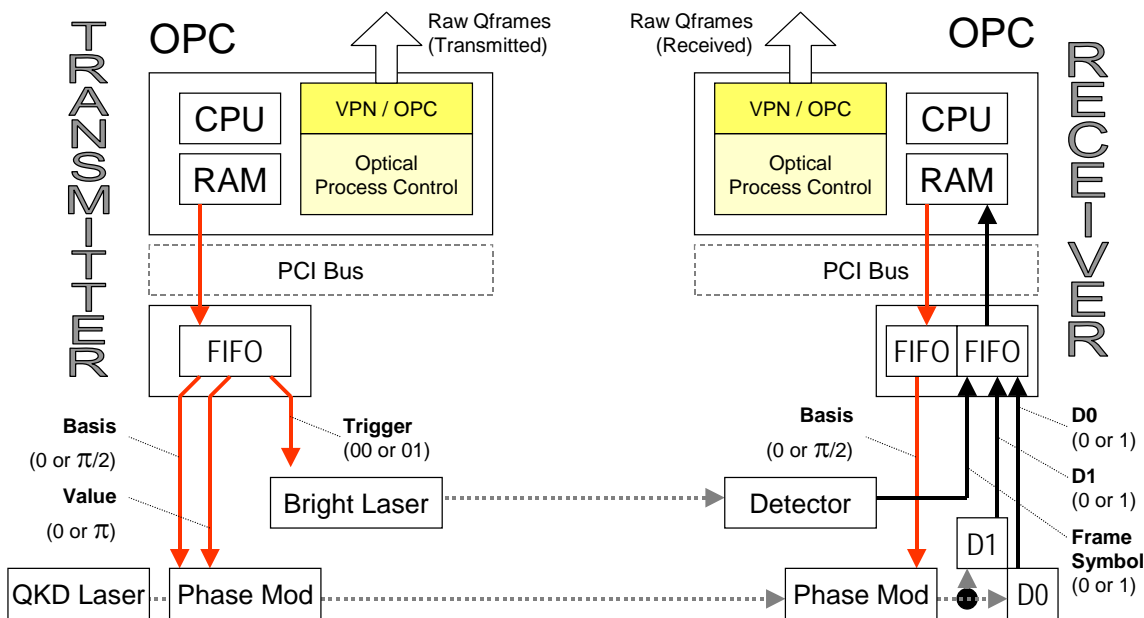 TRANSMITTER
OPC
Raw Qframes
(Transmitted)
CPU
RAM
VPN / OPC
Optical
Process Control
PCI Bus
FIFO
Basis
(0 or π/2)
Value
(0 or π)
Trigger
(00 or 01)
Bright Laser
QKD Laser
Phase Mod
Raw Qframes
(Received)
OPC
RECEIVER
VPN / OPC
Optical
Process Control
CPU
RAM
PCI Bus
FIFO
FIFO
Basis
(0 or π/2)
D0
(0 or 1)
D1
(0 or 1)
Frame
Symbol
(0 or 1)
Detector
D1
Phase Mod
D0